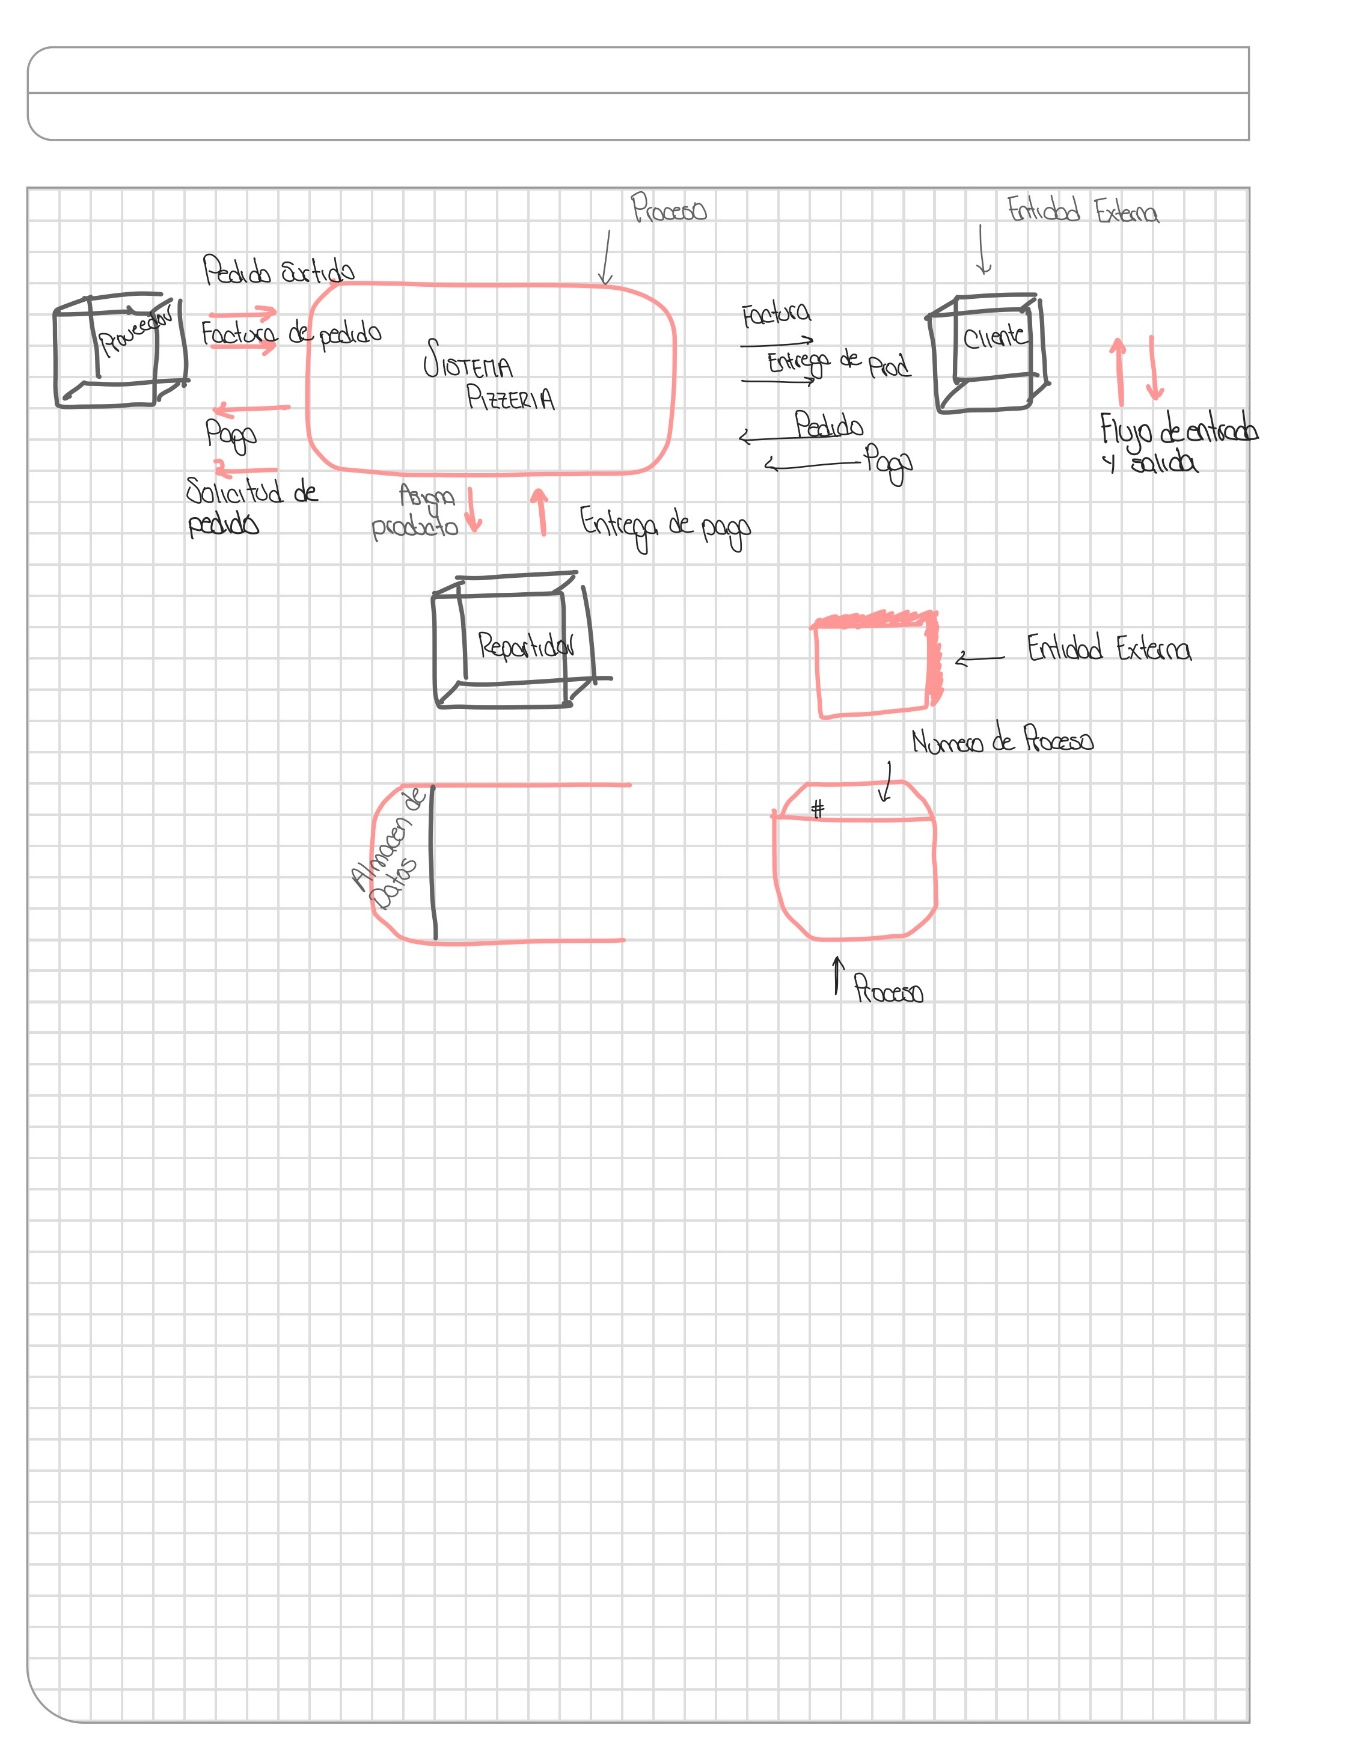 Proceso
Entidad Externa
Pedido Surtido
Proveedor
Factura de pedido
Pago
Solicitud de
pedido
SISTEMA
PIZZERIA
Factura
Entrega de Prod
Pedido
Pago
Cliente
Flujo de entrada
y salida
Asigna
producto
Entrega de pago
Repartidor
Entidad Externa
Numero de Proceso
#
Almacen de
Datos
Proceso